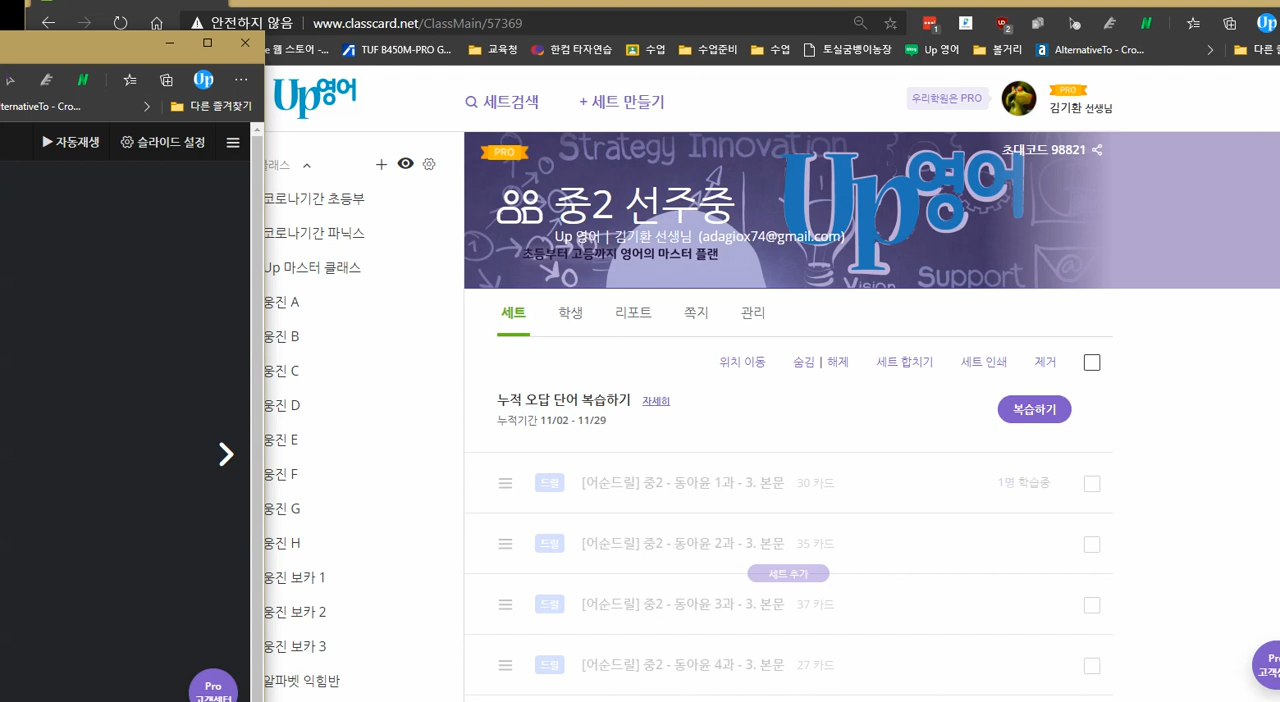 안전하지 않음 | www.classcard.net/ClassMain/57369
1
2
Up
웹 스토어 -...
TUF B450M-PRO G...
교육청
한컴 타자연습
수업
수업준비
수업
토실굼벵이농장
Up 영어
볼거리
AlternativeTo - Cro...
다른 즐
Up
ternativeTo - Cro...
다른 즐겨찾기
자동재생
슬라이드 설정
Pro
고객센터
Up영어
세트검색
+ 세트 만들기
우리학원은 PRO
PRO
김기환 선생님
클래스
코로나기간 초등부
코로나기간 파닉스
Up 마스터 클래스
웅진 A
웅진 B
웅진 C
웅진 D
웅진 E
웅진 F
웅진 G
웅진 H
웅진 보카 1
웅진 보카 2
웅진 보카 3
알파벳 익힘반
PRO
Strategy Innovation
초대코드 98821
중2 선주중
Up 영어 | 김기환 선생님 (adagiox74@gmail.com)
초등부터 고등까지 영어의 마스터 플랜
Up영어
Vision
Support
세트
학생
리포트
쪽지
관리
위치 이동
숨김 | 해제
세트 합치기
세트 인쇄
제거
누적 오답 단어 복습하기 자세히
누적기간 11/02 - 11/29
복습하기
드릴 [어순드릴] 중2 - 동아윤 1과 - 3. 본문 30 카드 1명 학습중
드릴 [어순드릴] 중2 - 동아윤 2과 - 3. 본문 35 카드
세트 추가
드릴 [어순드릴] 중2 - 동아윤 3과 - 3. 본문 37 카드
드릴 [어순드릴] 중2 - 동아윤 4과 - 3. 본문 27 카드
Pro
고객센